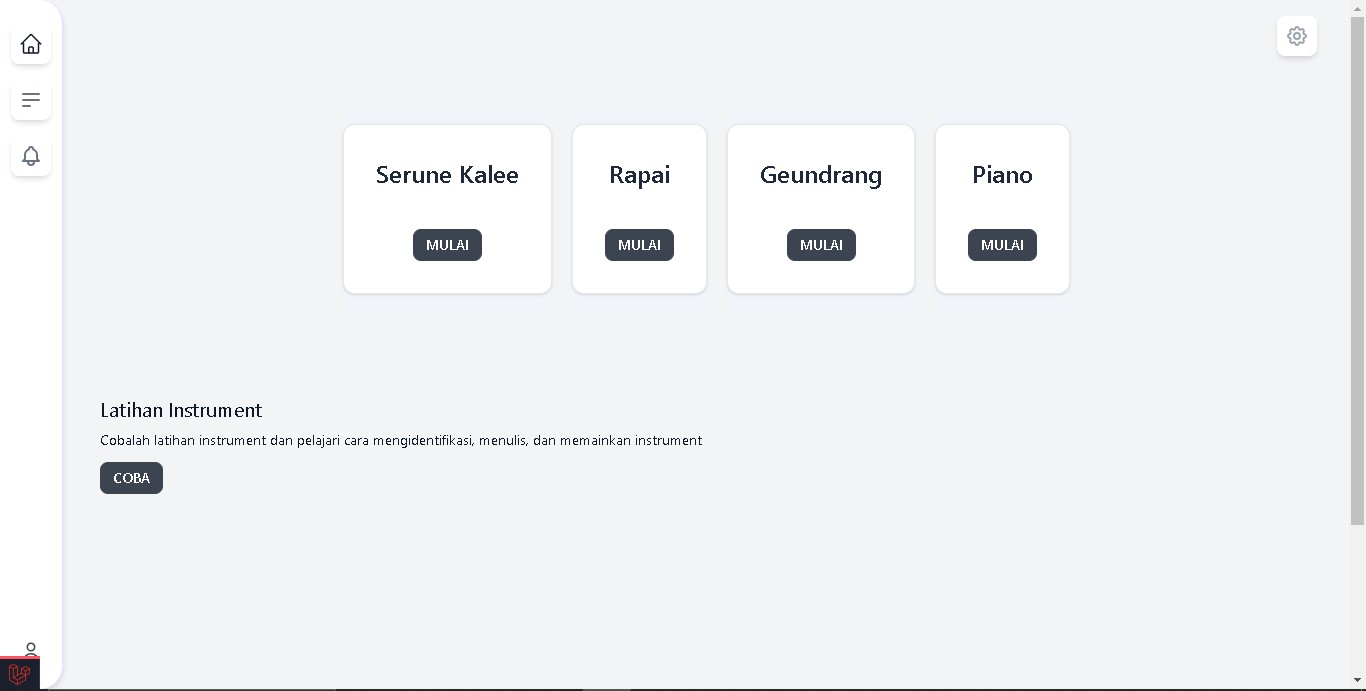 Serune Kalee
Rapai
Geundrang
Piano
MULAI
MULAI
MULAI
MULAI
Latihan Instrument
Cobalah latihan instrument dan pelajari cara mengidentifikasi, menulis, dan memainkan instrument
COBA